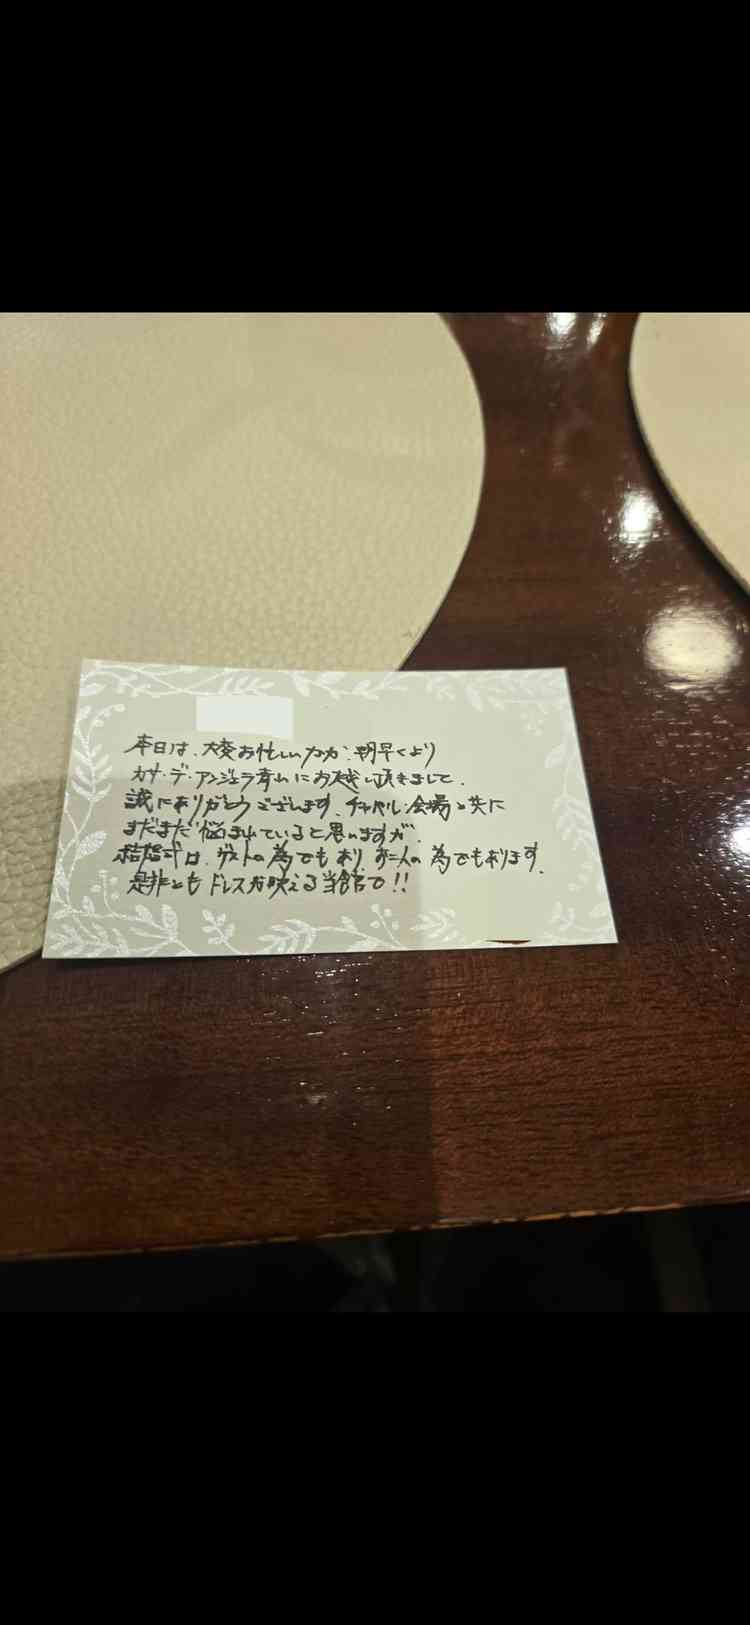 本日は、大変お忙しいなか、朝早くより
カサ・デ・アンジェラ青山にお越し頂きまして、
誠にありがとうございます。チャペル、会場と共に
まだまだ悩まれていると思いますが、
結婚式は、ゲストの為でもあり、お二人の為でもあります。
是非ともドレスが映える当館で!!